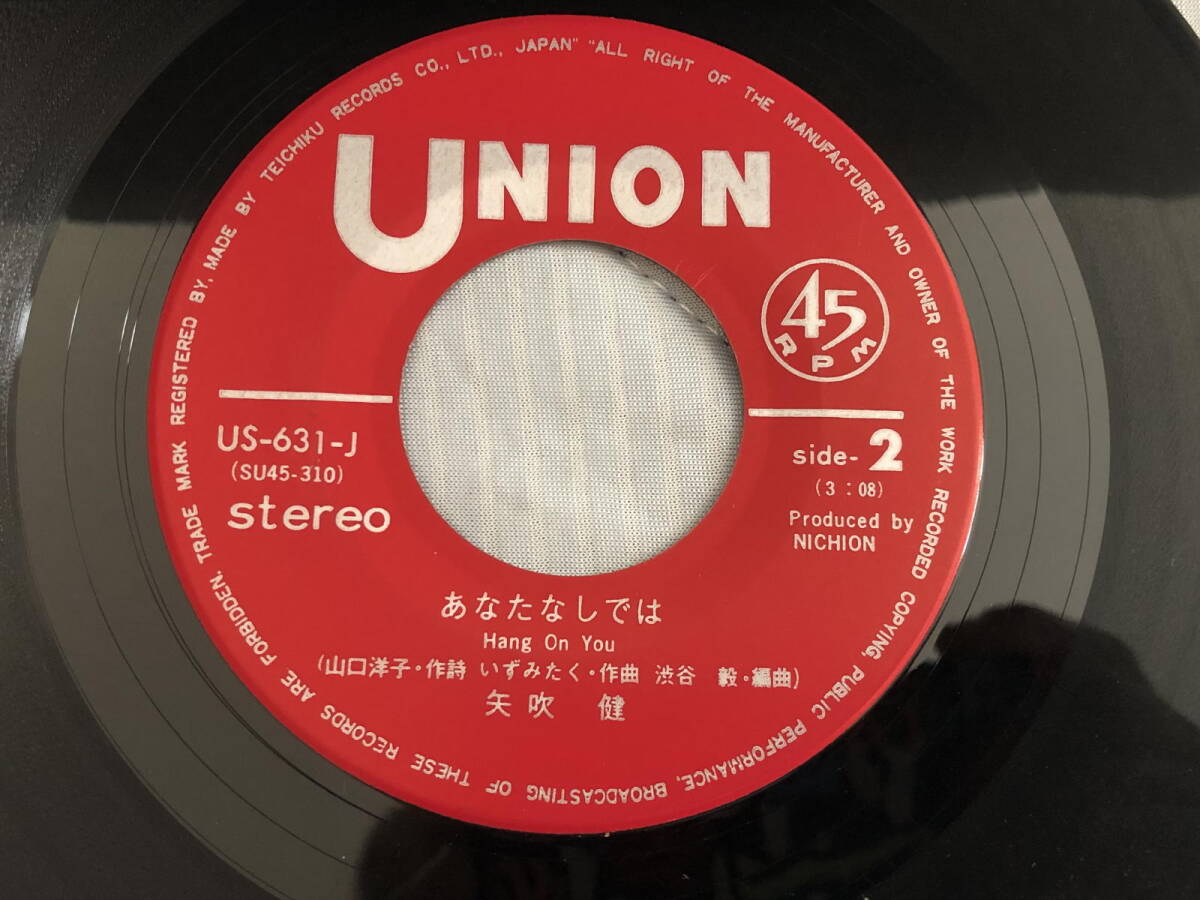 TRADE MARK REGISTERED BY, MADE BY TEICHIKU RECORDS CO., LTD., JAPAN" "ALL RIGHT OF THE MANUFACTURER AND OWNER OF THE WORK RECORDED COPYING, PUBLIC PERFORMANCE, BROADCASTING OF THESE RECORDS ARE FORBIDDEN.
UNION
45
RPM
US-631-J
(SU45-310)
stereo
side-2
(3:08)
Produced by
NICHION
あなたなしでは
Hang On You
(山口洋子・作詩 いずみたく・作曲 渋谷 毅・編曲)
矢吹 健